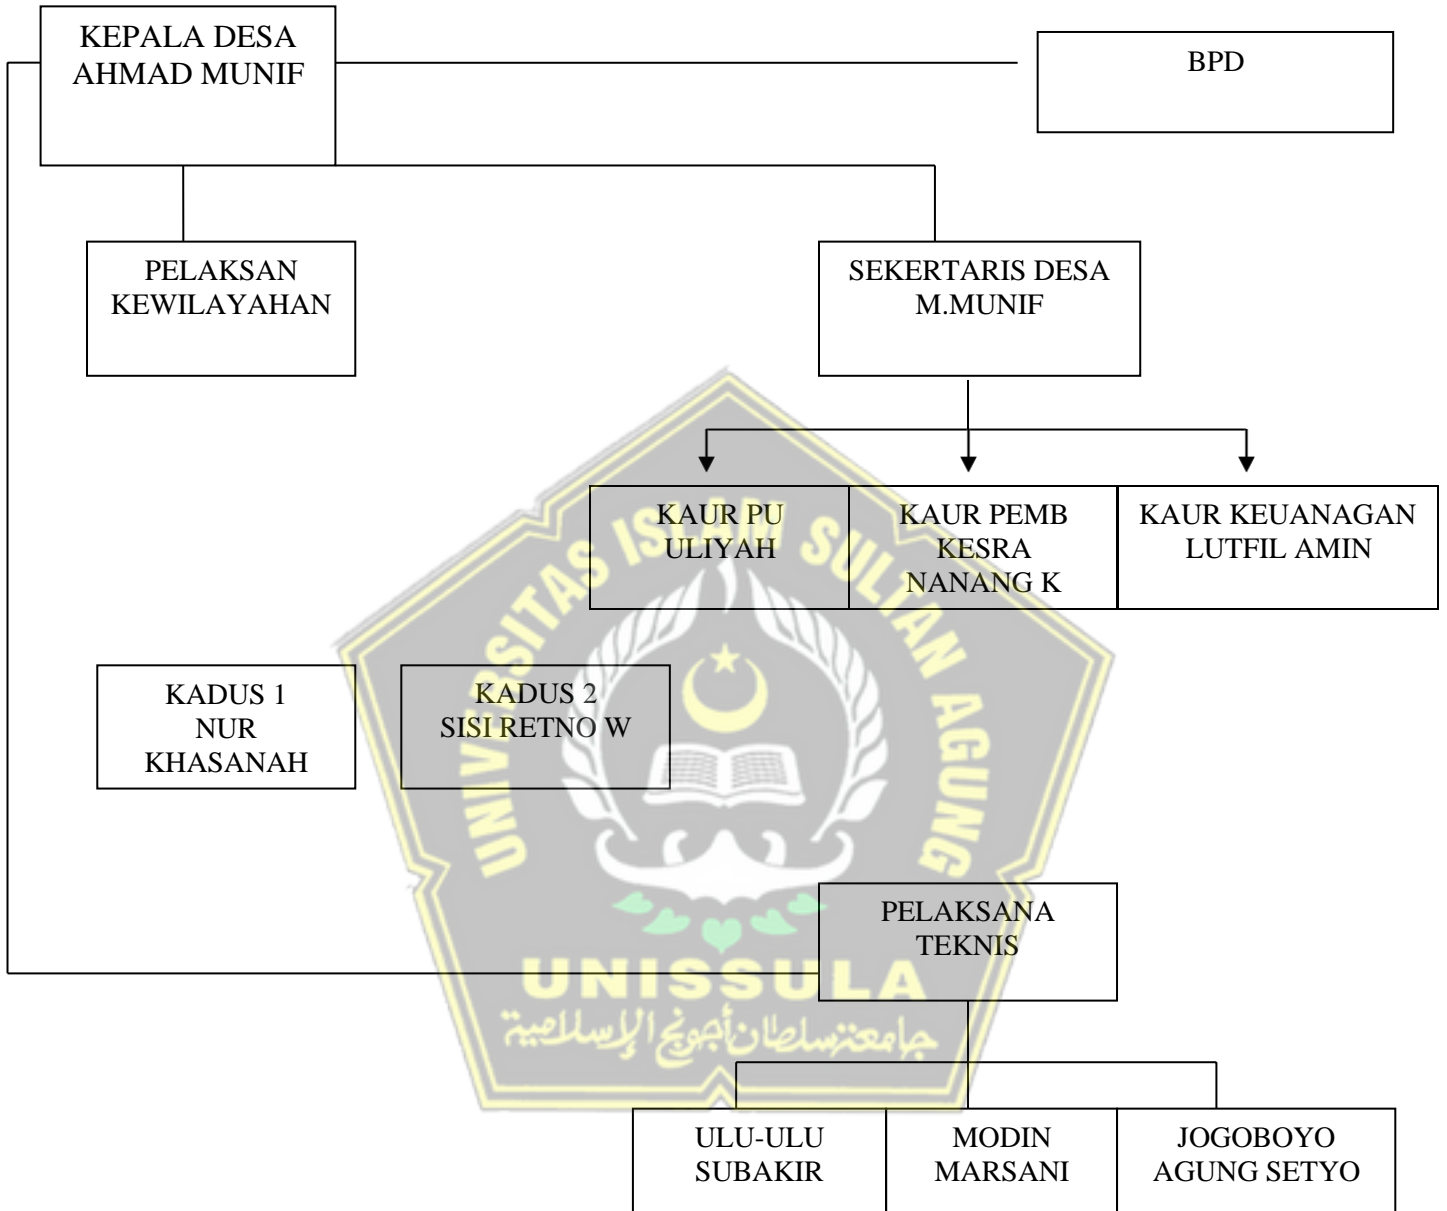 KEPALA DESA
AHMAD MUNIF
BPD
PELAKSAN
KEWILAYAHAN
SEKERTARIS DESA
M.MUNIF
KAUR PU
ULIYAH
KAUR PEMB
KESRA
NANANG K
KAUR KEUANAGAN
LUTFIL AMIN
KADUS 1
NUR
KHASANAH
KADUS 2
SISI RETNO W
PELAKSANA
TEKNIS
ULU-ULU
SUBAKIR
MODIN
MARSANI
JOGOBOYO
AGUNG SETYO
UNIVERSITAS ISLAM SULTAN AGUNG
UNISSULA
جامعة سلطان أجونج الإسلامية